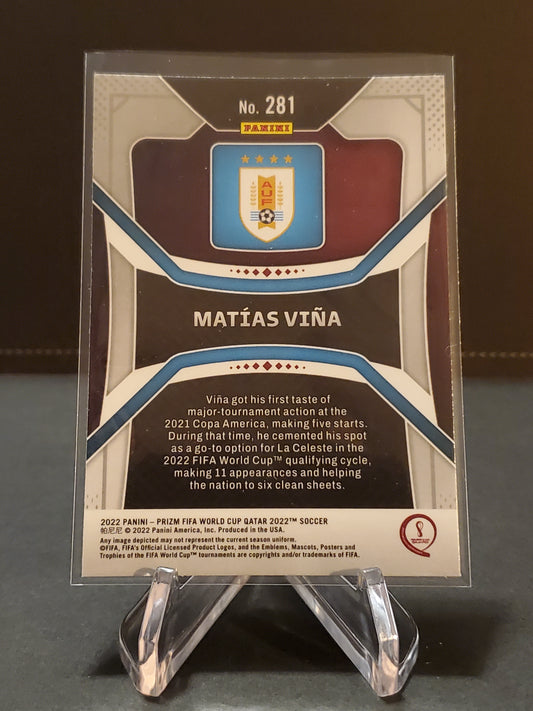 No. 281
PANINI
AUF
MATÍAS VIÑA
Viña got his first taste of
major-tournament action at the
2021 Copa America, making five starts.
During that time, he cemented his spot
as a go-to option for La Celeste in the
2022 FIFA World Cup™ qualifying cycle,
making 11 appearances and helping
the nation to six clean sheets.
2022 PANINI – PRIZM FIFA WORLD CUP QATAR 2022™ SOCCER
帕尼尼 © 2022 Panini America, Inc. Produced in the USA.
Any image depicted may not represent the current season uniform.
©FIFA, FIFA's Official Licensed Product Logos, and the Emblems, Mascots, Posters and
Trophies of the FIFA World Cup™ tournaments are copyrights and/or trademarks of FIFA.